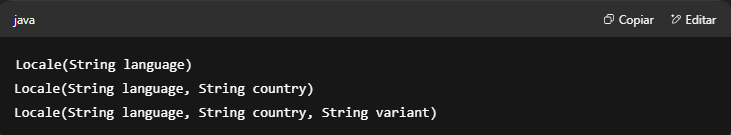 java
Copiar
Editar
Locale(String language)
Locale(String language, String country)
Locale(String language, String country, String variant)